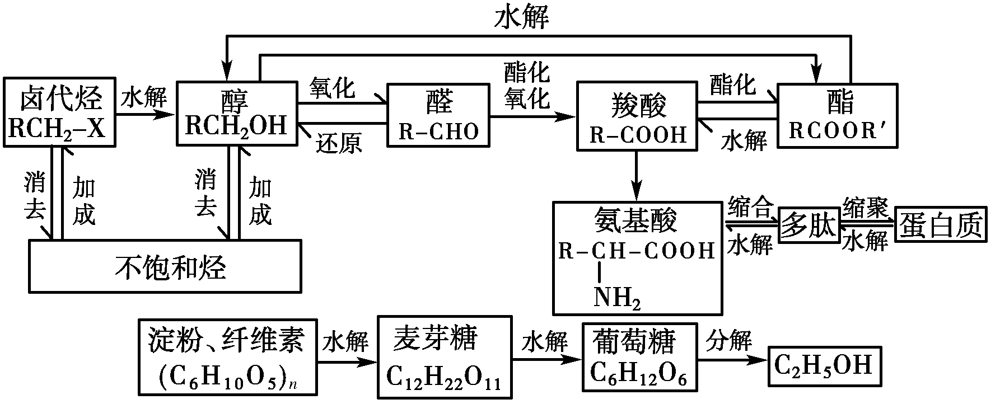 水解
酯化
卤代烃
RCH₂-X
水解
醇
RCH₂OH
氧化
还原
醛
R-CHO
氧化
羧酸
R-COOH
酯化
水解
酯
RCOOR′
消去
加成
消去
加成
不饱和烃
氨基酸
R-CH-COOH
NH₂
缩合
水解
多肽
缩聚
水解
蛋白质
淀粉、纤维素
(C₆H₁₀O₅)ₙ
水解
麦芽糖
C₁₂H₂₂O₁₁
水解
葡萄糖
C₆H₁₂O₆
分解
C₂H₅OH